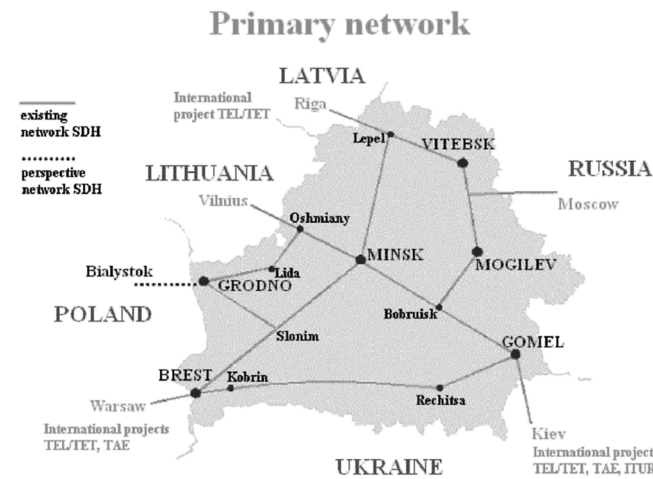 Primary network
LATVIA
International
project TEL/TET
Riga
existing
network SDH
Lepel
VITEBSK
perspective
network SDH
LITHUANIA
RUSSIA
Vilnius
Moscow
Oshmiany
MINSK
MOGILEV
Bialystok
Lida
GRODNO
POLAND
Bobruisk
Slonim
GOMEL
BREST
Kobrin
Warsaw
Rechitsa
International projects
TEL/TET, TAE
Kiev
International project
TEL/TET, TAE, ITUR
UKRAINE